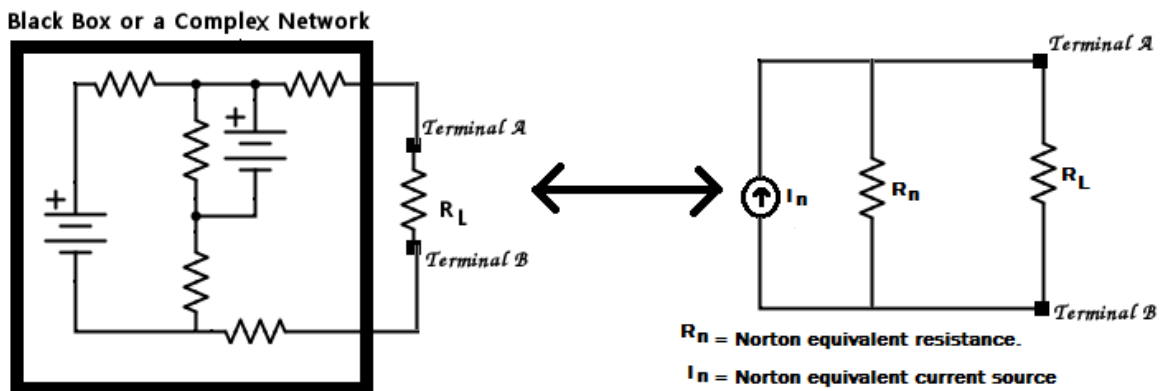 Black Box or a Complex Network
+
+
Terminal A
R L
Terminal B
Terminal A
I n
R n
R L
Terminal B
R n = Norton equivalent resistance.
I n = Norton equivalent current source